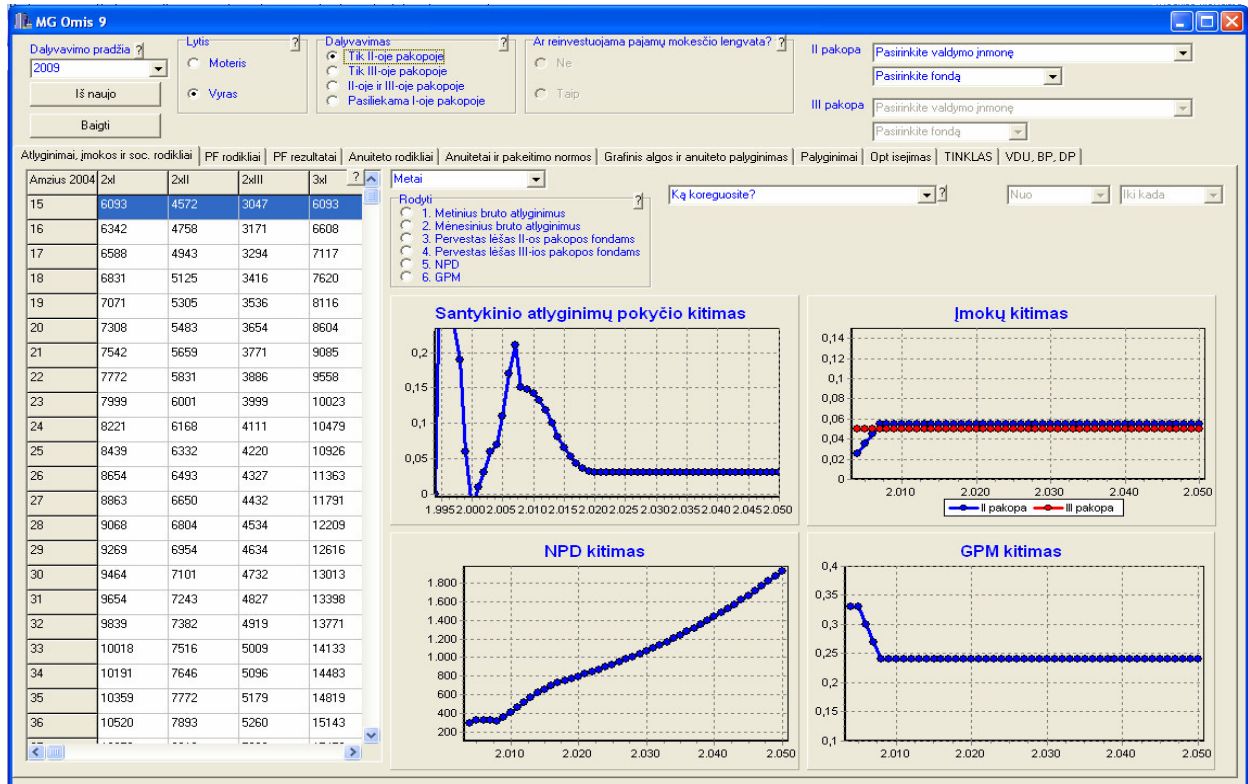 MG Omis 9
Dalyvavimo pradžia ?
2009
Iš naujo
Baigti
Lytis ?
Moteris
Vyras
Dalyvavimas ?
Tik II-oje pakopoje
Tik III-oje pakopoje
II-oje ir III-oje pakopoje
Pasiliekama I-oje pakopoje
Ar reinvestuojama pajamų mokesčio lengvata? ?
Ne
Taip
II pakopa Pasirinkite valdymo įnmonę
Pasirinkite fondą
III pakopa Pasirinkite valdymo įnmonę
Pasirinkite fondą
Atlyginimai, įmokos ir soc. rodikliai PF rodikliai PF rezultatai Anuiteto rodikliai Anuitetai ir pakeitimo normos Grafinis algos ir anuiteto palyginimas Palyginimai Opt isejimas TINKLAS VDU, BP, DP
Amzius 2004 2xI 2xII 2xIII 3xI ?
15 6093 4572 3047 6093
16 6342 4758 3171 6608
17 6588 4943 3294 7117
18 6831 5125 3416 7620
19 7071 5305 3536 8116
20 7308 5483 3654 8604
21 7542 5659 3771 9085
22 7772 5831 3886 9558
23 7999 6001 3999 10023
24 8221 6168 4111 10479
25 8439 6332 4220 10926
26 8654 6493 4327 11363
27 8863 6650 4432 11791
28 9068 6804 4534 12209
29 9269 6954 4634 12616
30 9464 7101 4732 13013
31 9654 7243 4827 13398
32 9839 7382 4919 13771
33 10018 7516 5009 14133
34 10191 7646 5096 14483
35 10359 7772 5179 14819
36 10520 7893 5260 15143
Metai
Rodyti ?
1. Metinius bruto atlyginimus
2. Mėnesinius bruto atlyginimus
3. Pervestas lėšas II-os pakopos fondams
4. Pervestas lėšas III-ios pakopos fondams
5. NPD
6. GPM
Ką koreguosite? ?
Nuo
Iki kada
Santykinio atlyginimų pokyčio kitimas
0,2
0,15
0,1
0,05
0
1.995 2.000 2.005 2.010 2.015 2.020 2.025 2.030 2.035 2.040 2.045 2.050
Įmokų kitimas
0,14
0,12
0,1
0,08
0,06
0,04
0,02
0
2.010 2.020 2.030 2.040 2.050
II pakopa III pakopa
NPD kitimas
1.800
1.600
1.400
1.200
1.000
800
600
400
200
2.010 2.020 2.030 2.040 2.050
GPM kitimas
0,4
0,35
0,3
0,25
0,2
0,15
0,1
2.010 2.020 2.030 2.040 2.050